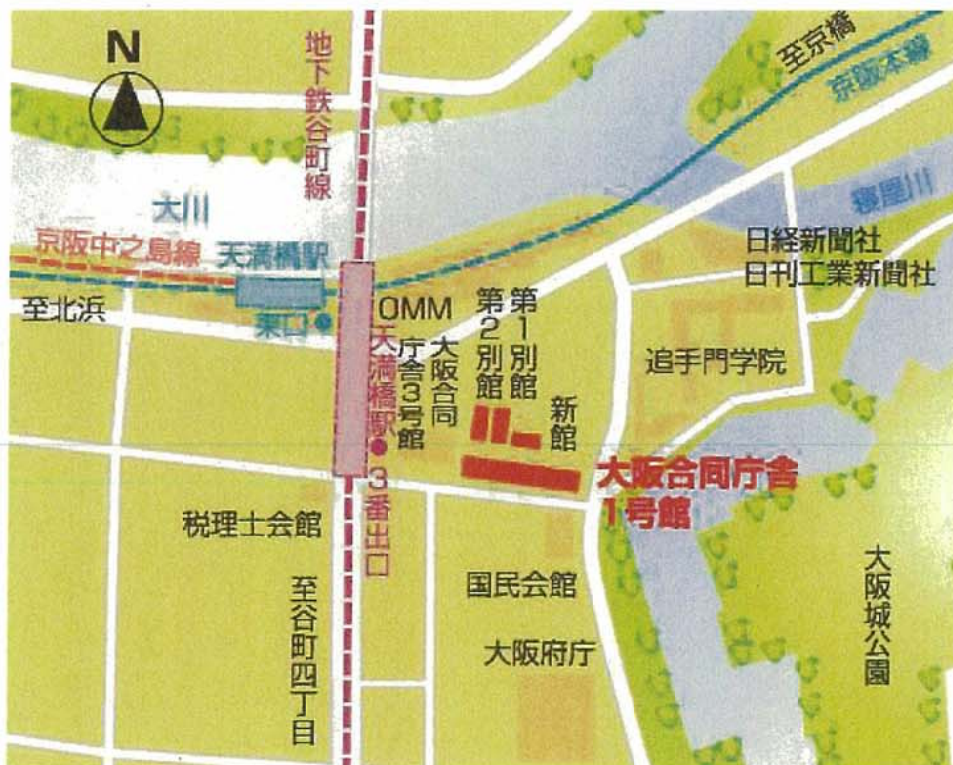 N
地下鉄谷町線
至京橋
京阪本線
大川
寝屋川
京阪中之島線
天満橋駅
日経新聞社
日刊工業新聞社
至北浜
東口
OMM
天満橋駅
3番出口
大阪合同
庁舎3号館
第2別館
第1別館
新館
追手門学院
大阪合同庁舎
1号館
税理士会館
国民会館
大阪府庁
大阪城公園
至谷町四丁目